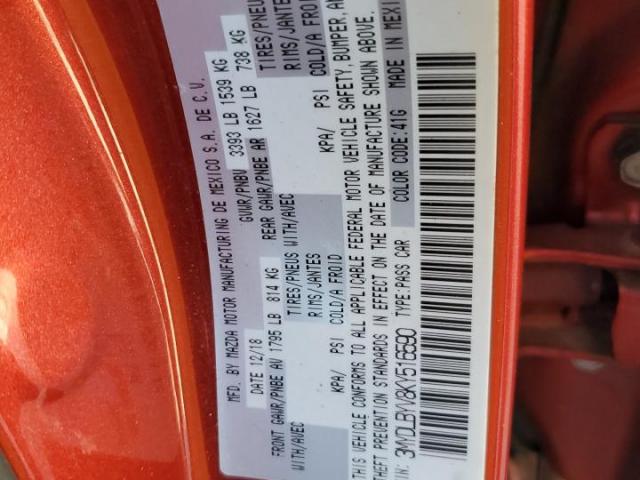 MFD. BY MAZDA MOTOR MANUFACTURING DE MEXICO S.A. DE C.V.
DATE 12/18 GVWR/PNBV 3393 LB 1539 KG
FRONT GAWR/PNBE AV 1795 LB 814 KG REAR GAWR/PNBE AR 1627 LB 738 KG
WITH/AVEC TIRES/PNEUS WITH/AVEC TIRES/PNEU
RIMS/JANTES RIMS/JANTES
KPA/ PSI COLD/A FROID KPA/ PSI COLD/A FROID
THIS VEHICLE CONFORMS TO ALL APPLICABLE FEDERAL MOTOR VEHICLE SAFETY, BUMPER, AN
THEFT PREVENTION STANDARDS IN EFFECT ON THE DATE OF MANUFACTURE SHOWN ABOVE.
3MVDLBYV8KY516690 TYPE:PASS CAR COLOR CODE:41G MADE IN MEXI